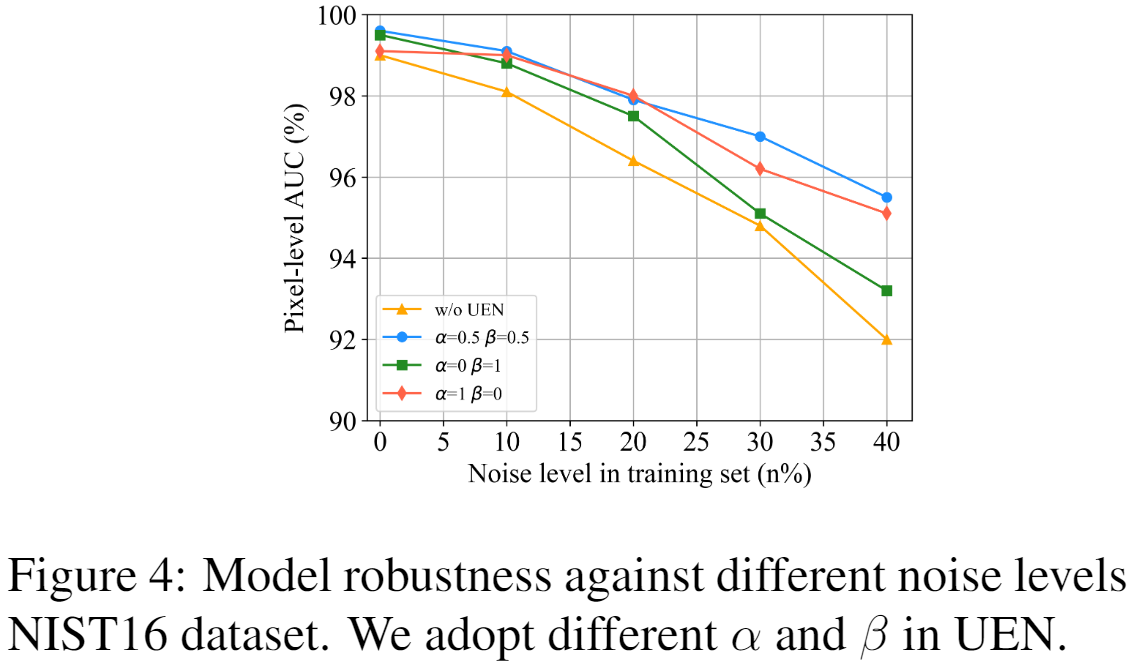 100
98
96
94
92
90
Pixel-level AUC (%)
w/o UEN
α=0.5 β=0.5
α=0 β=1
α=1 β=0
0 5 10 15 20 25 30 35 40
Noise level in training set (n%)
Figure 4: Model robustness against different noise levels
NIST16 dataset. We adopt different α and β in UEN.